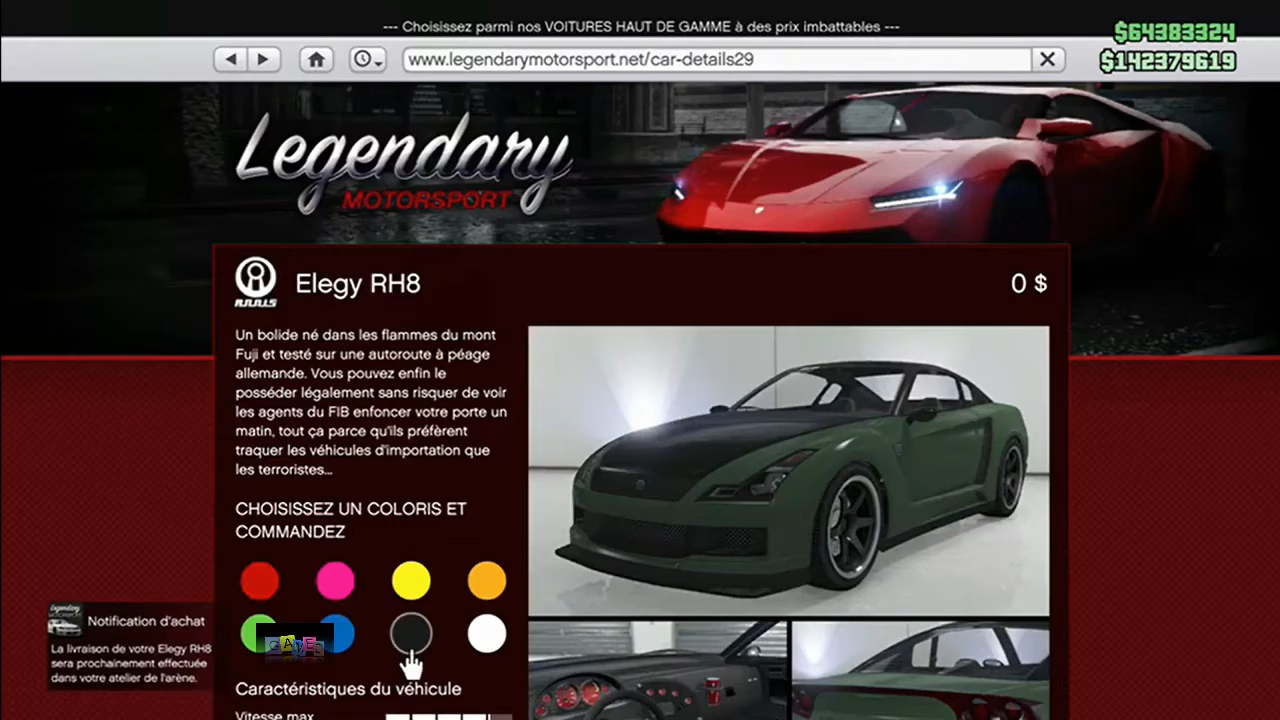 --- Choisissez parmi nos VOITURES HAUT DE GAMME à des prix imbattables ---
$64383324
www.legendarymotorsport.net/car-details29
$142379619
Legendary
MOTORSPORT
Elegy RH8
0 $
ANNIS
Un bolide né dans les flammes du mont
Fuji et testé sur une autoroute à péage
allemande. Vous pouvez enfin le
posséder légalement sans risquer de voir
les agents du FIB enfoncer votre porte un
matin, tout ça parce qu'ils préfèrent
traquer les véhicules d'importation que
les terroristes...
CHOISISSEZ UN COLORIS ET
COMMANDEZ
Legendary
Notification d'achat
La livraison de votre Elegy RH8
sera prochainement effectuée
dans votre atelier de l'arène.
Caractéristiques du véhicule
Vitesse max